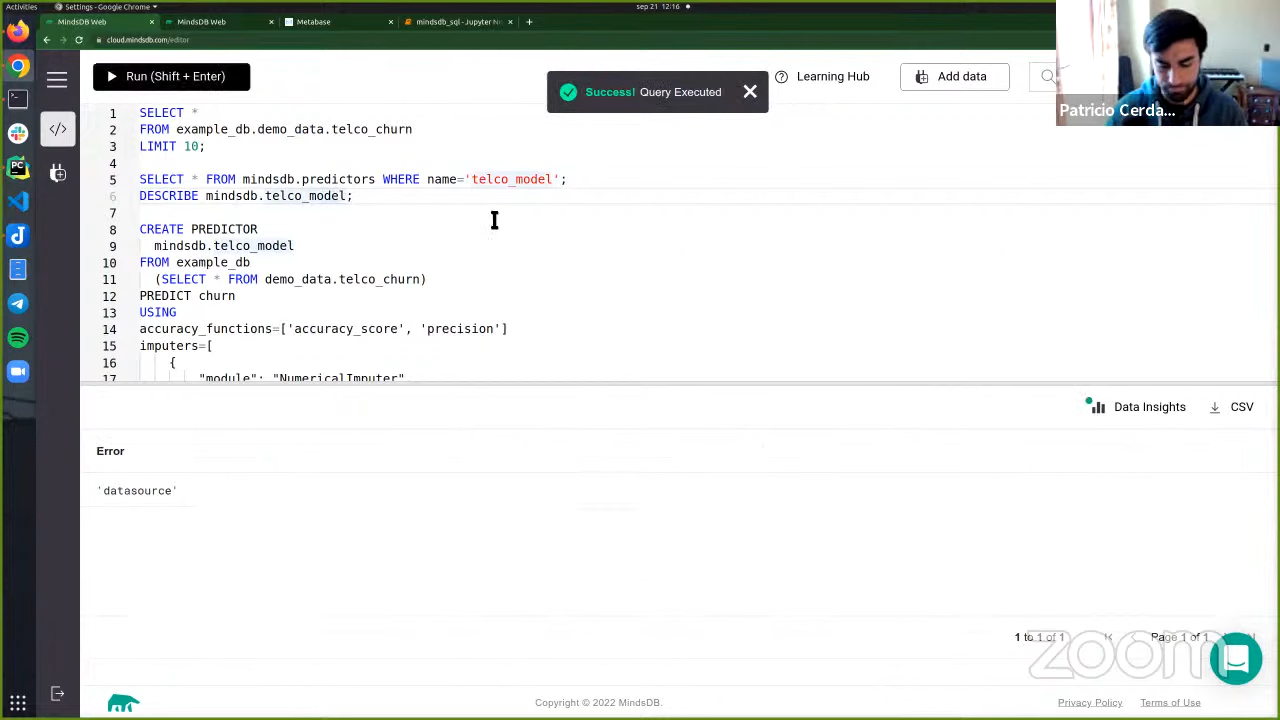 Activities
Settings - Google Chrome
sep 21 12:16
MindsDB Web
MindsDB Web
Metabase
mindsdb_sql - Jupyter
cloud.mindsdb.com/editor
Run (Shift + Enter)
Success! Query Executed
Learning Hub
Add data
Patricio Cerda...
1 SELECT *
2 FROM example_db.demo_data.telco_churn
3 LIMIT 10;
4
5 SELECT * FROM mindsdb.predictors WHERE name='telco_model';
6 DESCRIBE mindsdb.telco_model;
7
8 CREATE PREDICTOR
9 mindsdb.telco_model
10 FROM example_db
11 (SELECT * FROM demo_data.telco_churn)
12 PREDICT churn
13 USING
14 accuracy_functions=['accuracy_score', 'precision']
15 imputers=[
16 {
17 "module": "NumericalImputer"
Data Insights
CSV
Error
'datasource'
1 to 1 of 1
Page 1 of 1
zoom
Copyright © 2022 MindsDB.
Privacy Policy
Terms of Use